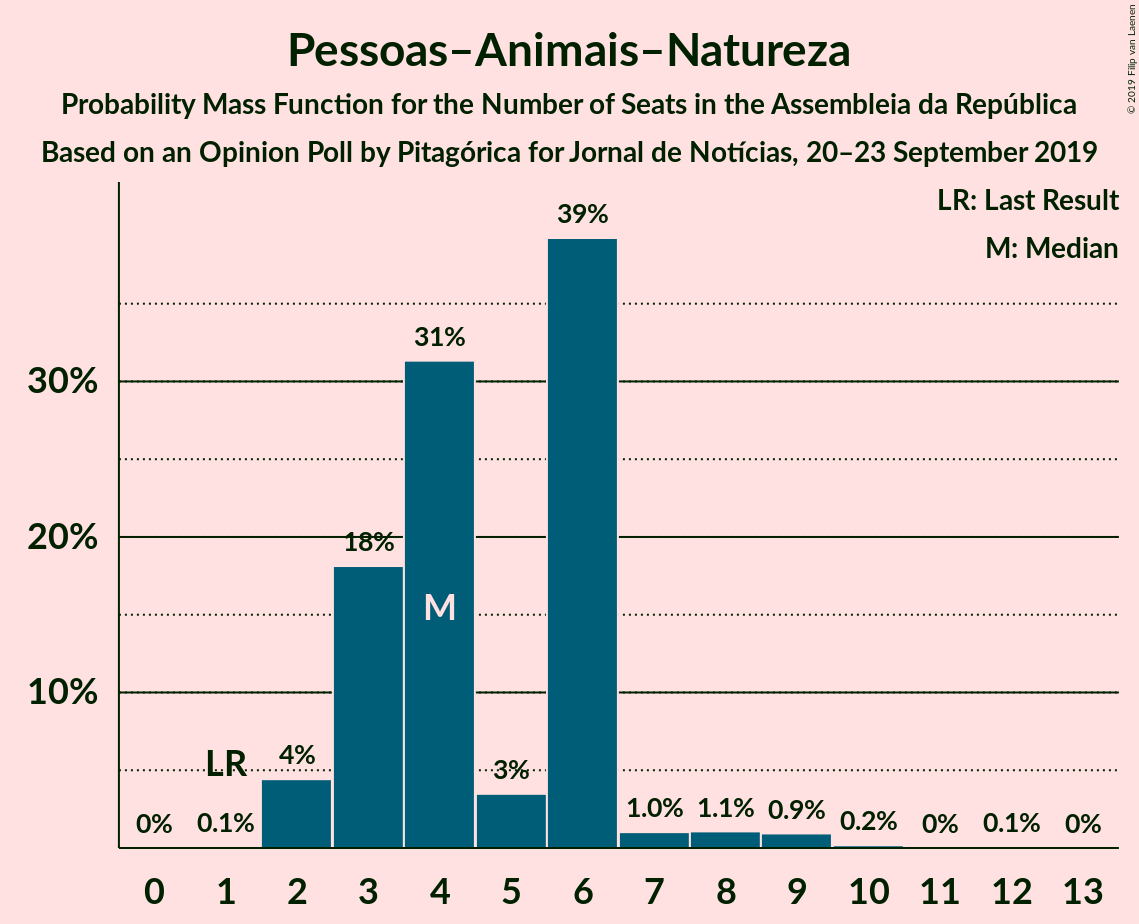 Pessoas–Animais–Natureza
Probability Mass Function for the Number of Seats in the Assembleia da República
Based on an Opinion Poll by Pitagórica for Jornal de Notícias, 20–23 September 2019
© 2019 Filip van Laenen
LR: Last Result
M: Median
39%
31%
30%
20%
18%
M
10%
LR
4%
3%
0%
0.1%
1.0%
1.1%
0.9%
0.2%
0%
0.1%
0%
0 1 2 3 4 5 6 7 8 9 10 11 12 13